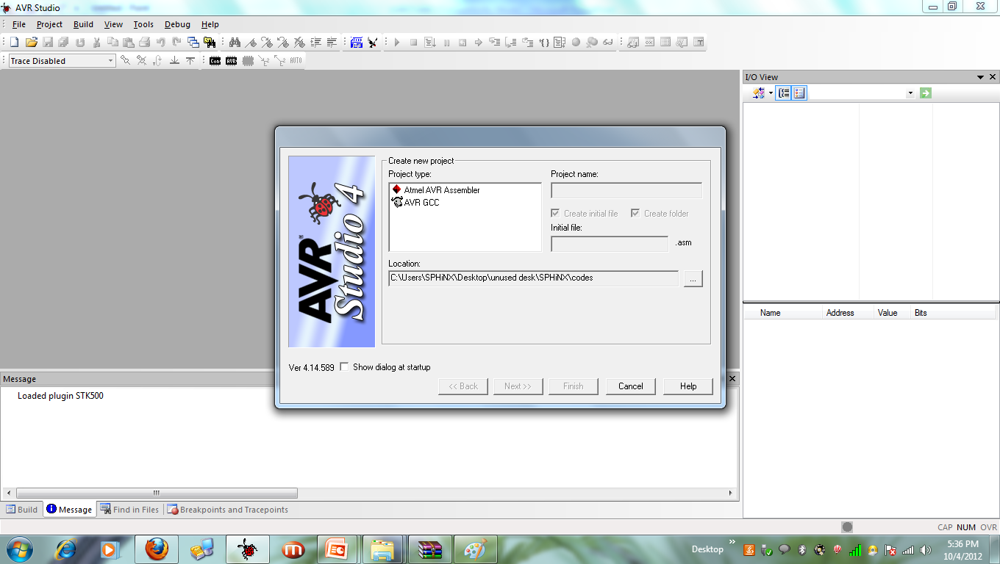 AVR Studio
File Project Build View Tools Debug Help
Trace Disabled
Con AVR AUTO
I/O View
AVR Studio 4
Create new project
Project type:
Project name:
Atmel AVR Assembler
AVR GCC
Create initial file Create folder
Initial file:
.asm
Location:
C:\Users\SPHiNX\Desktop\unused desk\SPHiNX\codes
...
Name Address Value Bits
Ver 4.14.589 Show dialog at startup
<< Back Next >> Finish Cancel Help
Message
Loaded plugin STK500
Build Message Find in Files Breakpoints and Tracepoints
CAP NUM OVR
Desktop
5:36 PM
10/4/2012